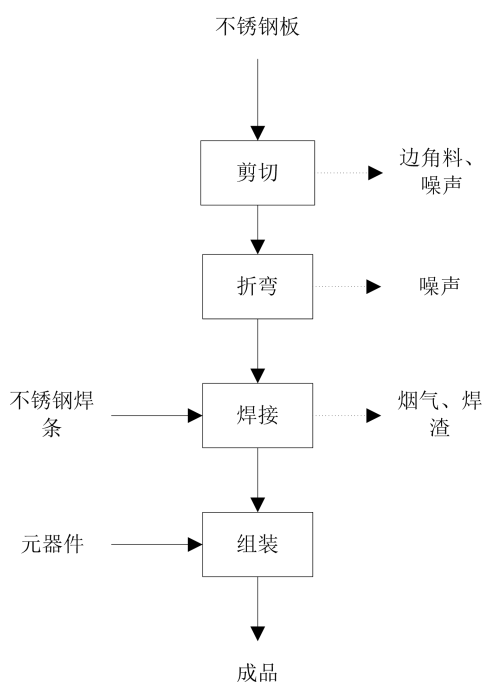 不锈钢板
剪切
边角料、
噪声
折弯
噪声
不锈钢焊
条
焊接
烟气、焊
渣
元器件
组装
成品